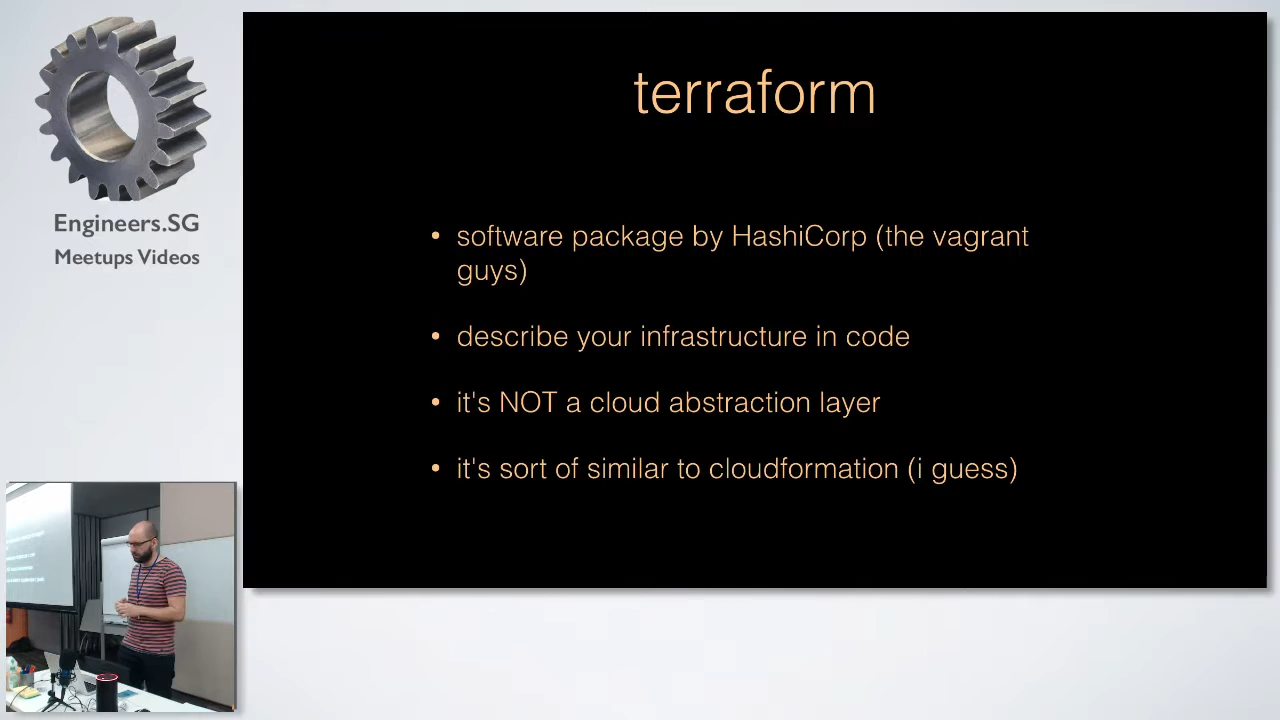 Engineers.SG
Meetups Videos
terraform
• software package by HashiCorp (the vagrant
guys)
• describe your infrastructure in code
• it's NOT a cloud abstraction layer
• it's sort of similar to cloudformation (i guess)